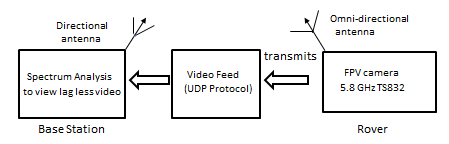 Directional
antenna
Omni-directional
antenna
transmits
Spectrum Analysis
to view lag less video
Video Feed
(UDP Protocol)
FPV camera
5.8 GHz TS832
Base Station
Rover